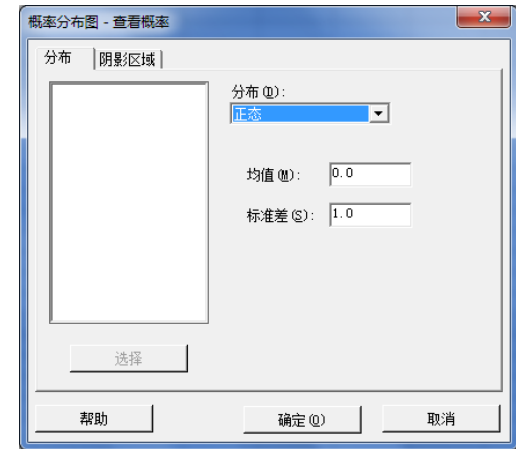 概率分布图 - 查看概率
分布 阴影区域
分布(D):
正态
均值(M): 0.0
标准差(S): 1.0
选择
帮助 确定(O) 取消